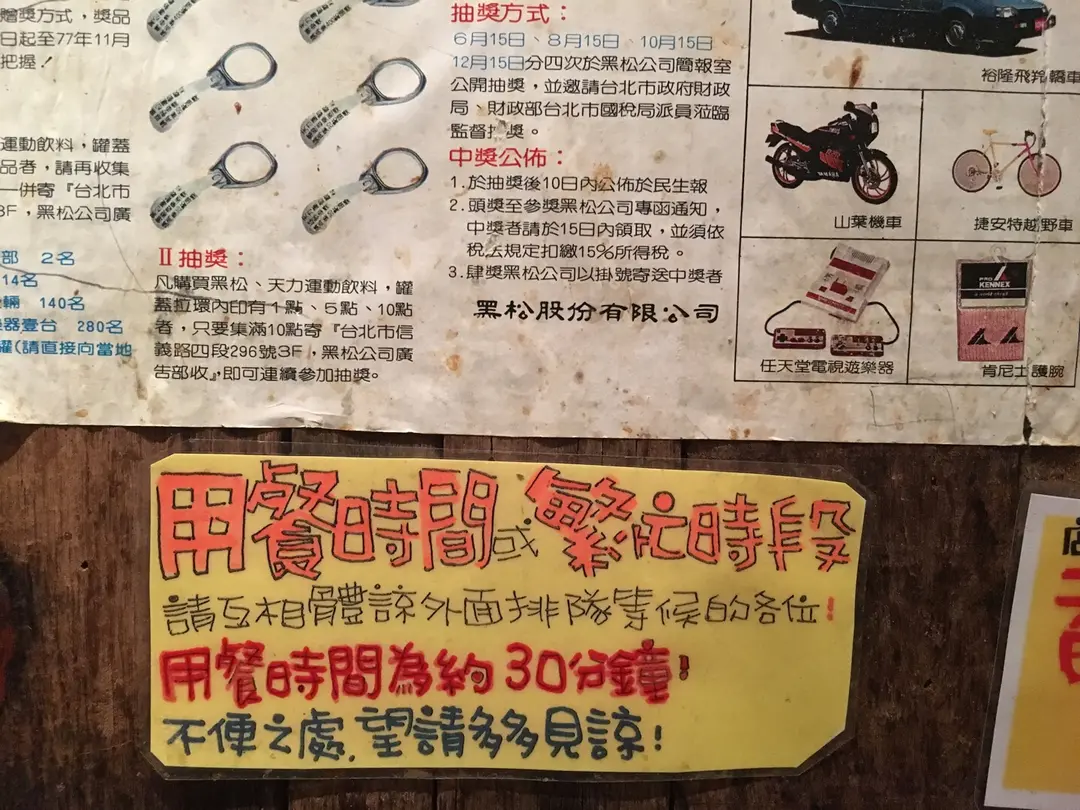 贈獎方式，獎品
日起至77年11月
把握！
運動飲料，罐蓋
品者，請再收集
一併寄『台北市
3F，黑松公司廣
部 2名
14名
輛 140名
器壹台 280名
罐(請直接向當地
Ⅱ抽獎：
凡購買黑松、天力運動飲料，罐
蓋拉環內印有1點、5點、10點
者，只要集滿10點寄『台北市信
義路四段296號3F，黑松公司廣
告部收』，即可連續參加抽獎。
抽獎方式：
6月15日、8月15日、10月15日
12月15日分四次於黑松公司簡報室
公開抽獎，並邀請台北市政府財政
局、財政部台北市國稅局派員蒞臨
監督抽獎。
中獎公佈：
1.於抽獎後10日內公佈於民生報
2.頭獎至參獎黑松公司專函通知，
中獎者請於15日內領取，並須依
稅法規定扣繳15%所得稅。
3.肆獎黑松公司以掛號寄送中獎者
黑松股份有限公司
裕隆飛羚轎車
YAMAHA
山葉機車
捷安特越野車
任天堂電視遊樂器
PRO
KENNEX
肯尼士護腕
用餐時間或繁忙時段
請互相體諒外面排隊等候的各位！
用餐時間為約30分鐘！
不便之處，望請多多見諒！